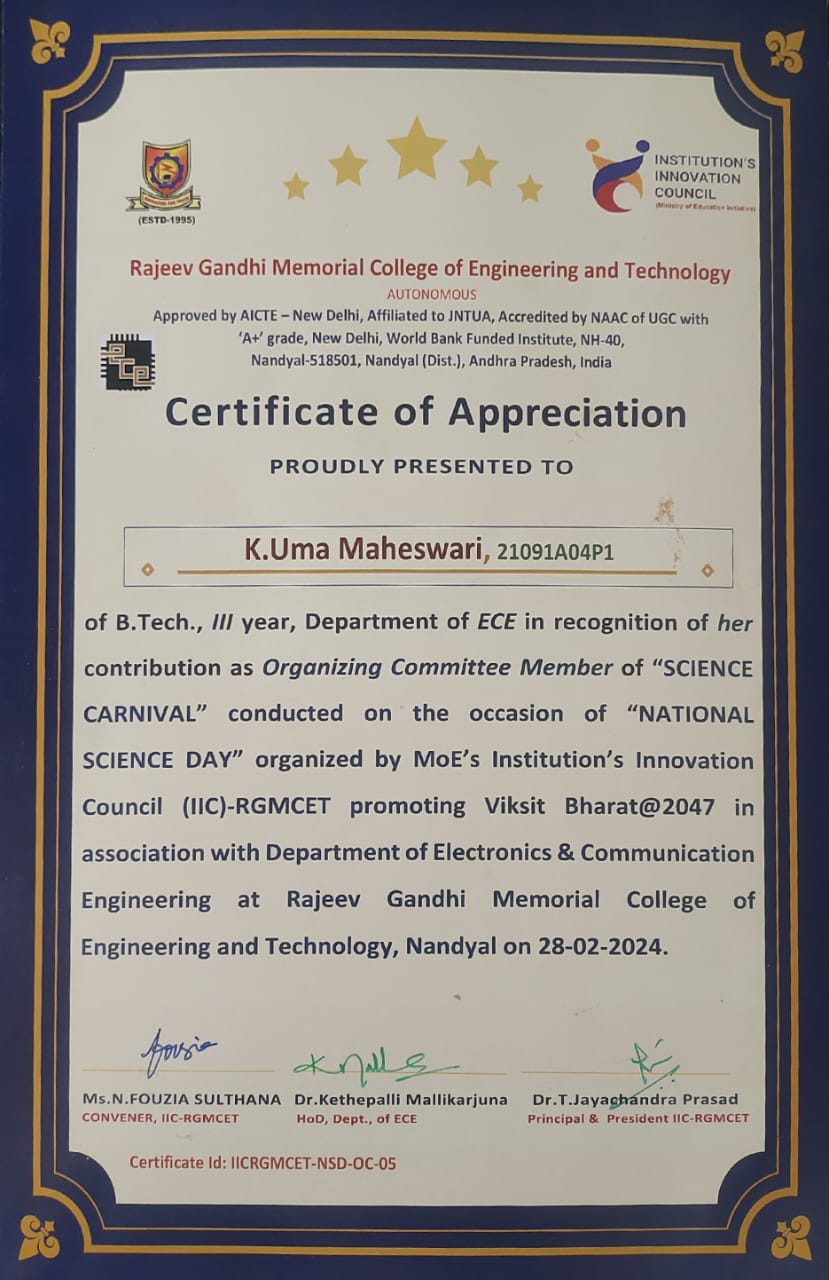 (ESTD-1995)
INSTITUTION'S
INNOVATION
COUNCIL
(Ministry of Education Initiative)
Rajeev Gandhi Memorial College of Engineering and Technology
AUTONOMOUS
Approved by AICTE – New Delhi, Affiliated to JNTUA, Accredited by NAAC of UGC with
‘A+’ grade, New Delhi, World Bank Funded Institute, NH-40,
Nandyal-518501, Nandyal (Dist.), Andhra Pradesh, India
ece
Certificate of Appreciation
PROUDLY PRESENTED TO
K.Uma Maheswari, 21091A04P1
of B.Tech., III year, Department of ECE in recognition of her
contribution as Organizing Committee Member of “SCIENCE
CARNIVAL” conducted on the occasion of “NATIONAL
SCIENCE DAY” organized by MoE’s Institution’s Innovation
Council (IIC)-RGMCET promoting Viksit Bharat@2047 in
association with Department of Electronics & Communication
Engineering at Rajeev Gandhi Memorial College of
Engineering and Technology, Nandyal on 28-02-2024.
Fouzia
Ms.N.FOUZIA SULTHANA Dr.Kethepalli Mallikarjuna Dr.T.Jayachandra Prasad
CONVENER, IIC-RGMCET HoD, Dept., of ECE Principal & President IIC-RGMCET
Certificate Id: IICRGMCET-NSD-OC-05